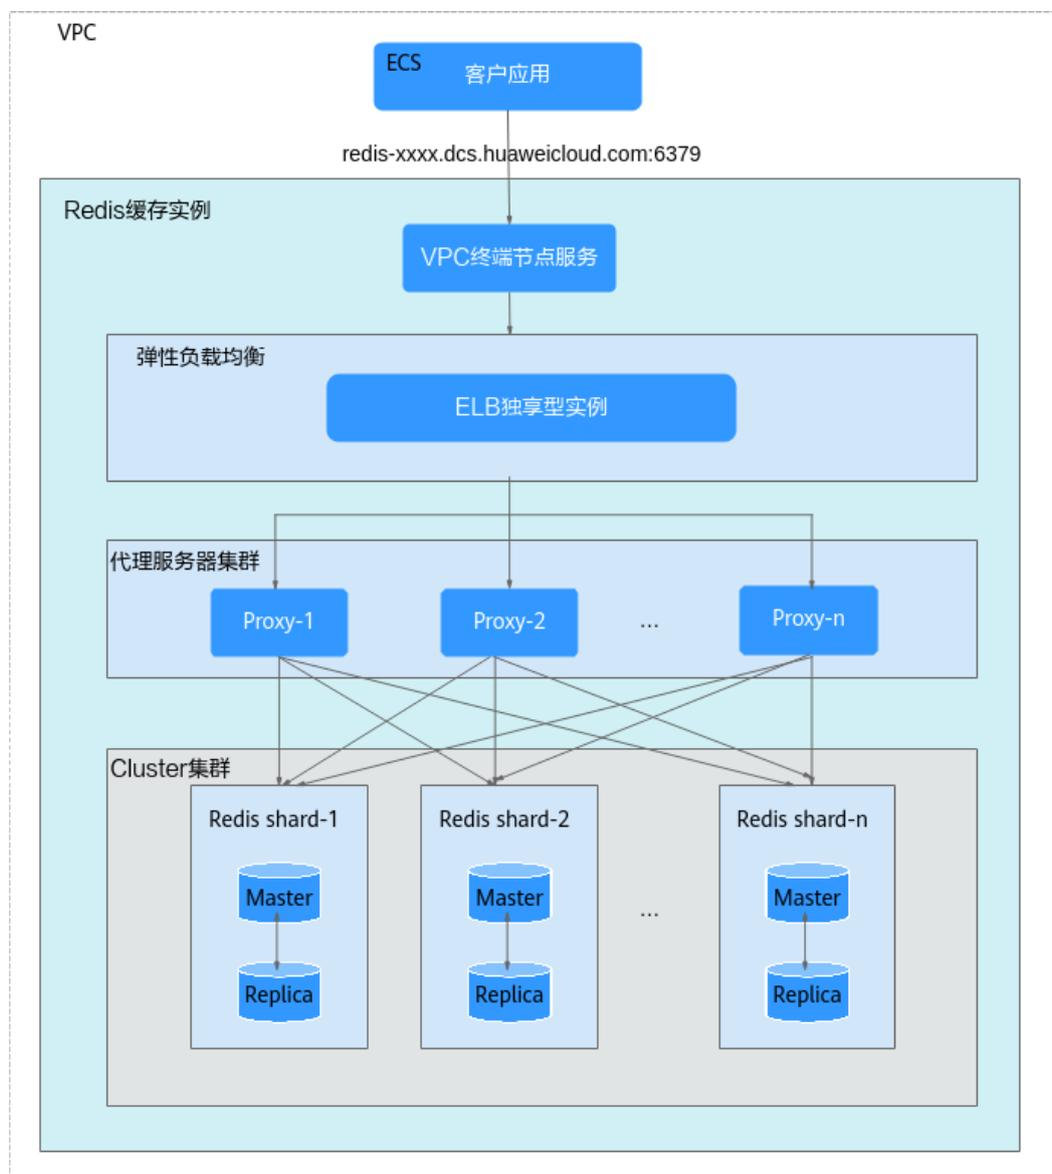 VPC
ECS
客户应用
redis-xxxx.dcs.huaweicloud.com:6379
Redis缓存实例
VPC终端节点服务
弹性负载均衡
ELB独享型实例
代理服务器集群
Proxy-1
Proxy-2
...
Proxy-n
Cluster集群
Redis shard-1
Redis shard-2
Redis shard-n
Master
Master
...
Master
Replica
Replica
Replica